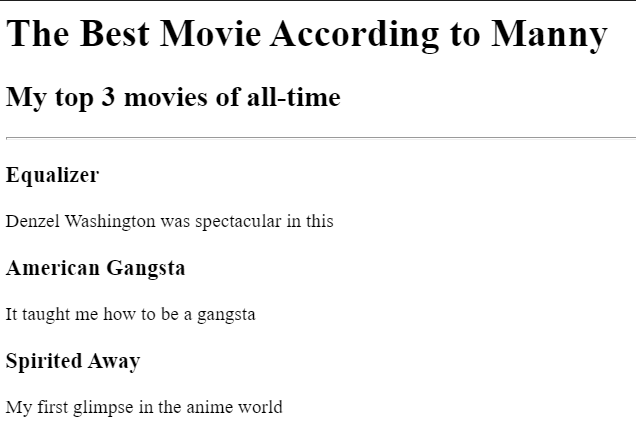 The Best Movie According to Manny
My top 3 movies of all-time
Equalizer
Denzel Washington was spectacular in this
American Gangsta
It taught me how to be a gangsta
Spirited Away
My first glimpse in the anime world